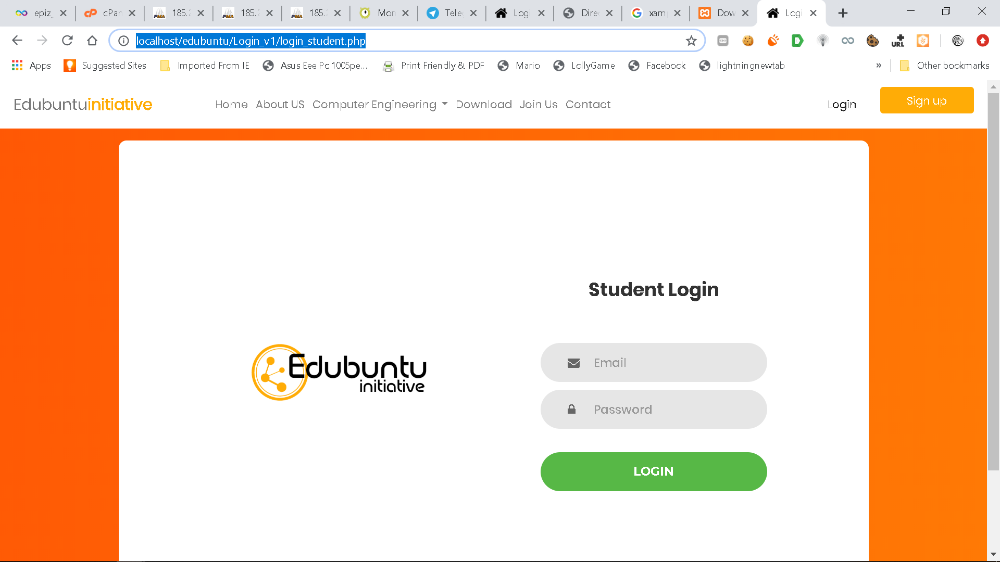 epiz_ cPan 185.2 185.2 185.2 Mon Tele Logi Dire xam Dow Logi
localhost/edubuntu/Login_v1/login_student.php
Apps Suggested Sites Imported From IE Asus Eee Pc 1005pe... Print Friendly & PDF Mario LollyGame Facebook lightningnewtab » Other bookmarks
Edubuntuinitiative Home About US Computer Engineering Download Join Us Contact Login Sign up
Student Login
Edubuntu
initiative
Email
Password
LOGIN